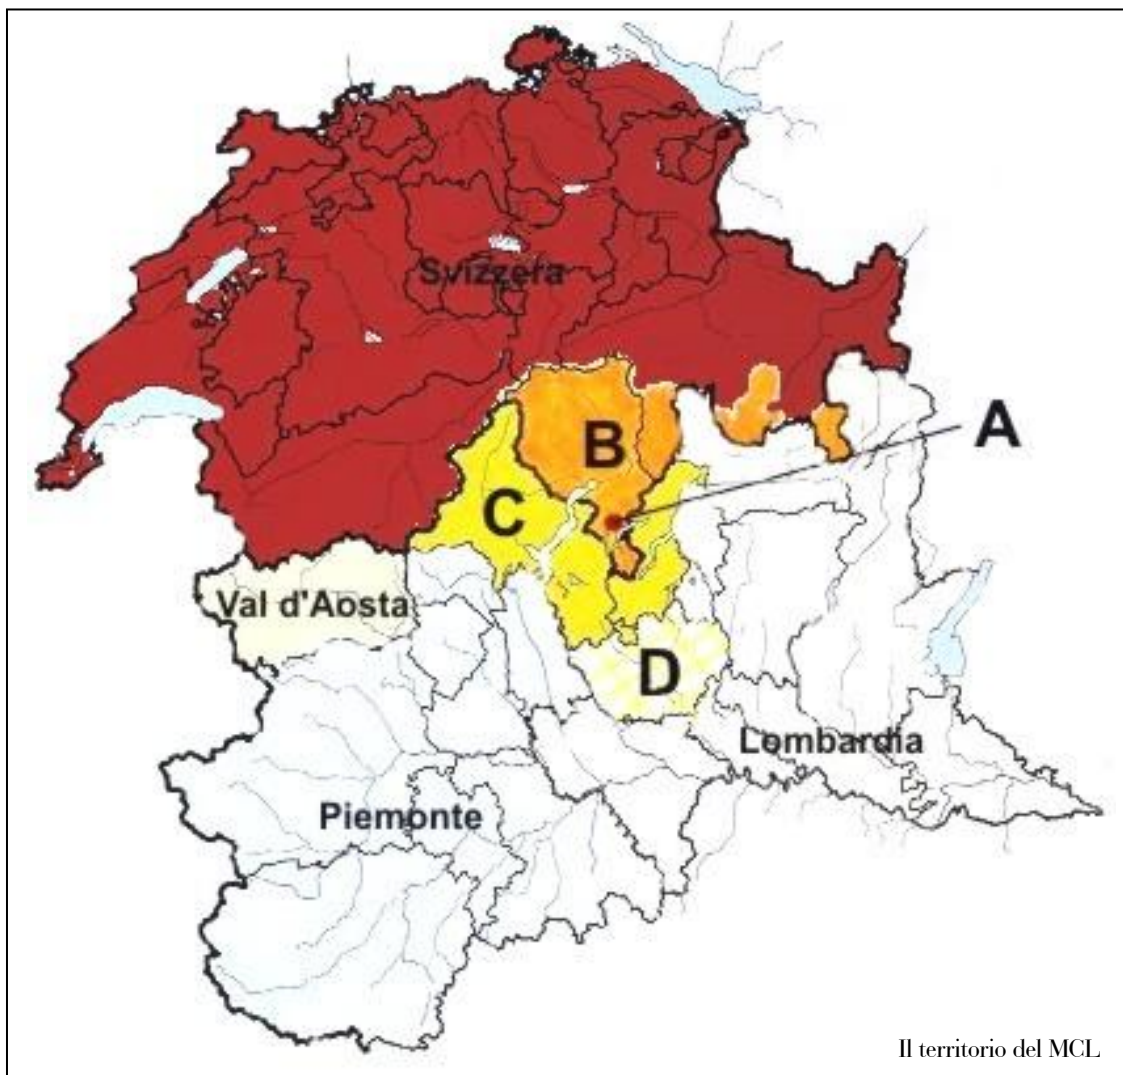 Svizzera
A
B
C
Val d'Aosta
D
Lombardia
Piemonte
Il territorio del MCL